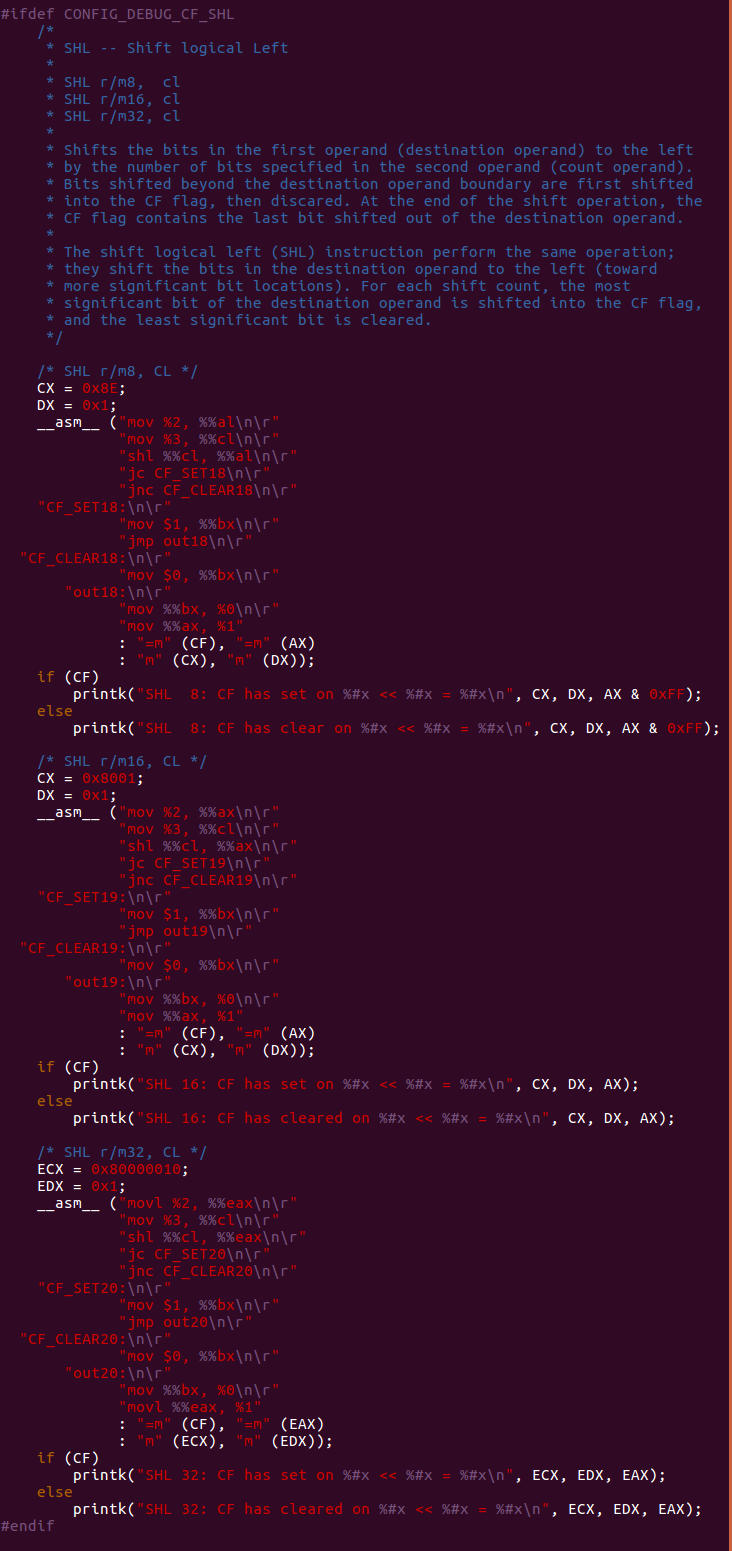 #ifdef CONFIG_DEBUG_CF_SHL
    /*
     * SHL -- Shift logical Left
     *
     * SHL r/m8,  cl
     * SHL r/m16, cl
     * SHL r/m32, cl
     *
     * Shifts the bits in the first operand (destination operand) to the left
     * by the number of bits specified in the second operand (count operand).
     * Bits shifted beyond the destination operand boundary are first shifted
     * into the CF flag, then discared. At the end of the shift operation, the
     * CF flag contains the last bit shifted out of the destination operand.
     *
     * The shift logical left (SHL) instruction perform the same operation;
     * they shift the bits in the destination operand to the left (toward
     * more significant bit locations). For each shift count, the most
     * significant bit of the destination operand is shifted into the CF flag,
     * and the least significant bit is cleared.
     */

    /* SHL r/m8, CL */
    CX = 0x8E;
    DX = 0x1;
    __asm__ ("mov %2, %%al\n\r"
             "mov %3, %%cl\n\r"
             "shl %%cl, %%al\n\r"
             "jc CF_SET18\n\r"
             "jnc CF_CLEAR18\n\r"
    "CF_SET18:\n\r"
             "mov $1, %%bx\n\r"
             "jmp out18\n\r"
  "CF_CLEAR18:\n\r"
             "mov $0, %%bx\n\r"
       "out18:\n\r"
             "mov %%bx, %0\n\r"
             "mov %%ax, %1"
             : "=m" (CF), "=m" (AX)
             : "m" (CX), "m" (DX));
    if (CF)
        printk("SHL  8: CF has set on %#x << %#x = %#x\n", CX, DX, AX & 0xFF);
    else
        printk("SHL  8: CF has clear on %#x << %#x = %#x\n", CX, DX, AX & 0xFF);

    /* SHL r/m16, CL */
    CX = 0x8001;
    DX = 0x1;
    __asm__ ("mov %2, %%ax\n\r"
             "mov %3, %%cl\n\r"
             "shl %%cl, %%ax\n\r"
             "jc CF_SET19\n\r"
             "jnc CF_CLEAR19\n\r"
    "CF_SET19:\n\r"
             "mov $1, %%bx\n\r"
             "jmp out19\n\r"
  "CF_CLEAR19:\n\r"
             "mov $0, %%bx\n\r"
       "out19:\n\r"
             "mov %%bx, %0\n\r"
             "mov %%ax, %1"
             : "=m" (CF), "=m" (AX)
             : "m" (CX), "m" (DX));
    if (CF)
        printk("SHL 16: CF has set on %#x << %#x = %#x\n", CX, DX, AX);
    else
        printk("SHL 16: CF has cleared on %#x << %#x = %#x\n", CX, DX, AX);

    /* SHL r/m32, CL */
    ECX = 0x80000010;
    EDX = 0x1;
    __asm__ ("movl %2, %%eax\n\r"
             "mov %3, %%cl\n\r"
             "shl %%cl, %%eax\n\r"
             "jc CF_SET20\n\r"
             "jnc CF_CLEAR20\n\r"
    "CF_SET20:\n\r"
             "mov $1, %%bx\n\r"
             "jmp out20\n\r"
  "CF_CLEAR20:\n\r"
             "mov $0, %%bx\n\r"
       "out20:\n\r"
             "mov %%bx, %0\n\r"
             "movl %%eax, %1"
             : "=m" (CF), "=m" (EAX)
             : "m" (ECX), "m" (EDX));
    if (CF)
        printk("SHL 32: CF has set on %#x << %#x = %#x\n", ECX, EDX, EAX);
    else
        printk("SHL 32: CF has cleared on %#x << %#x = %#x\n", ECX, EDX, EAX);
#endif